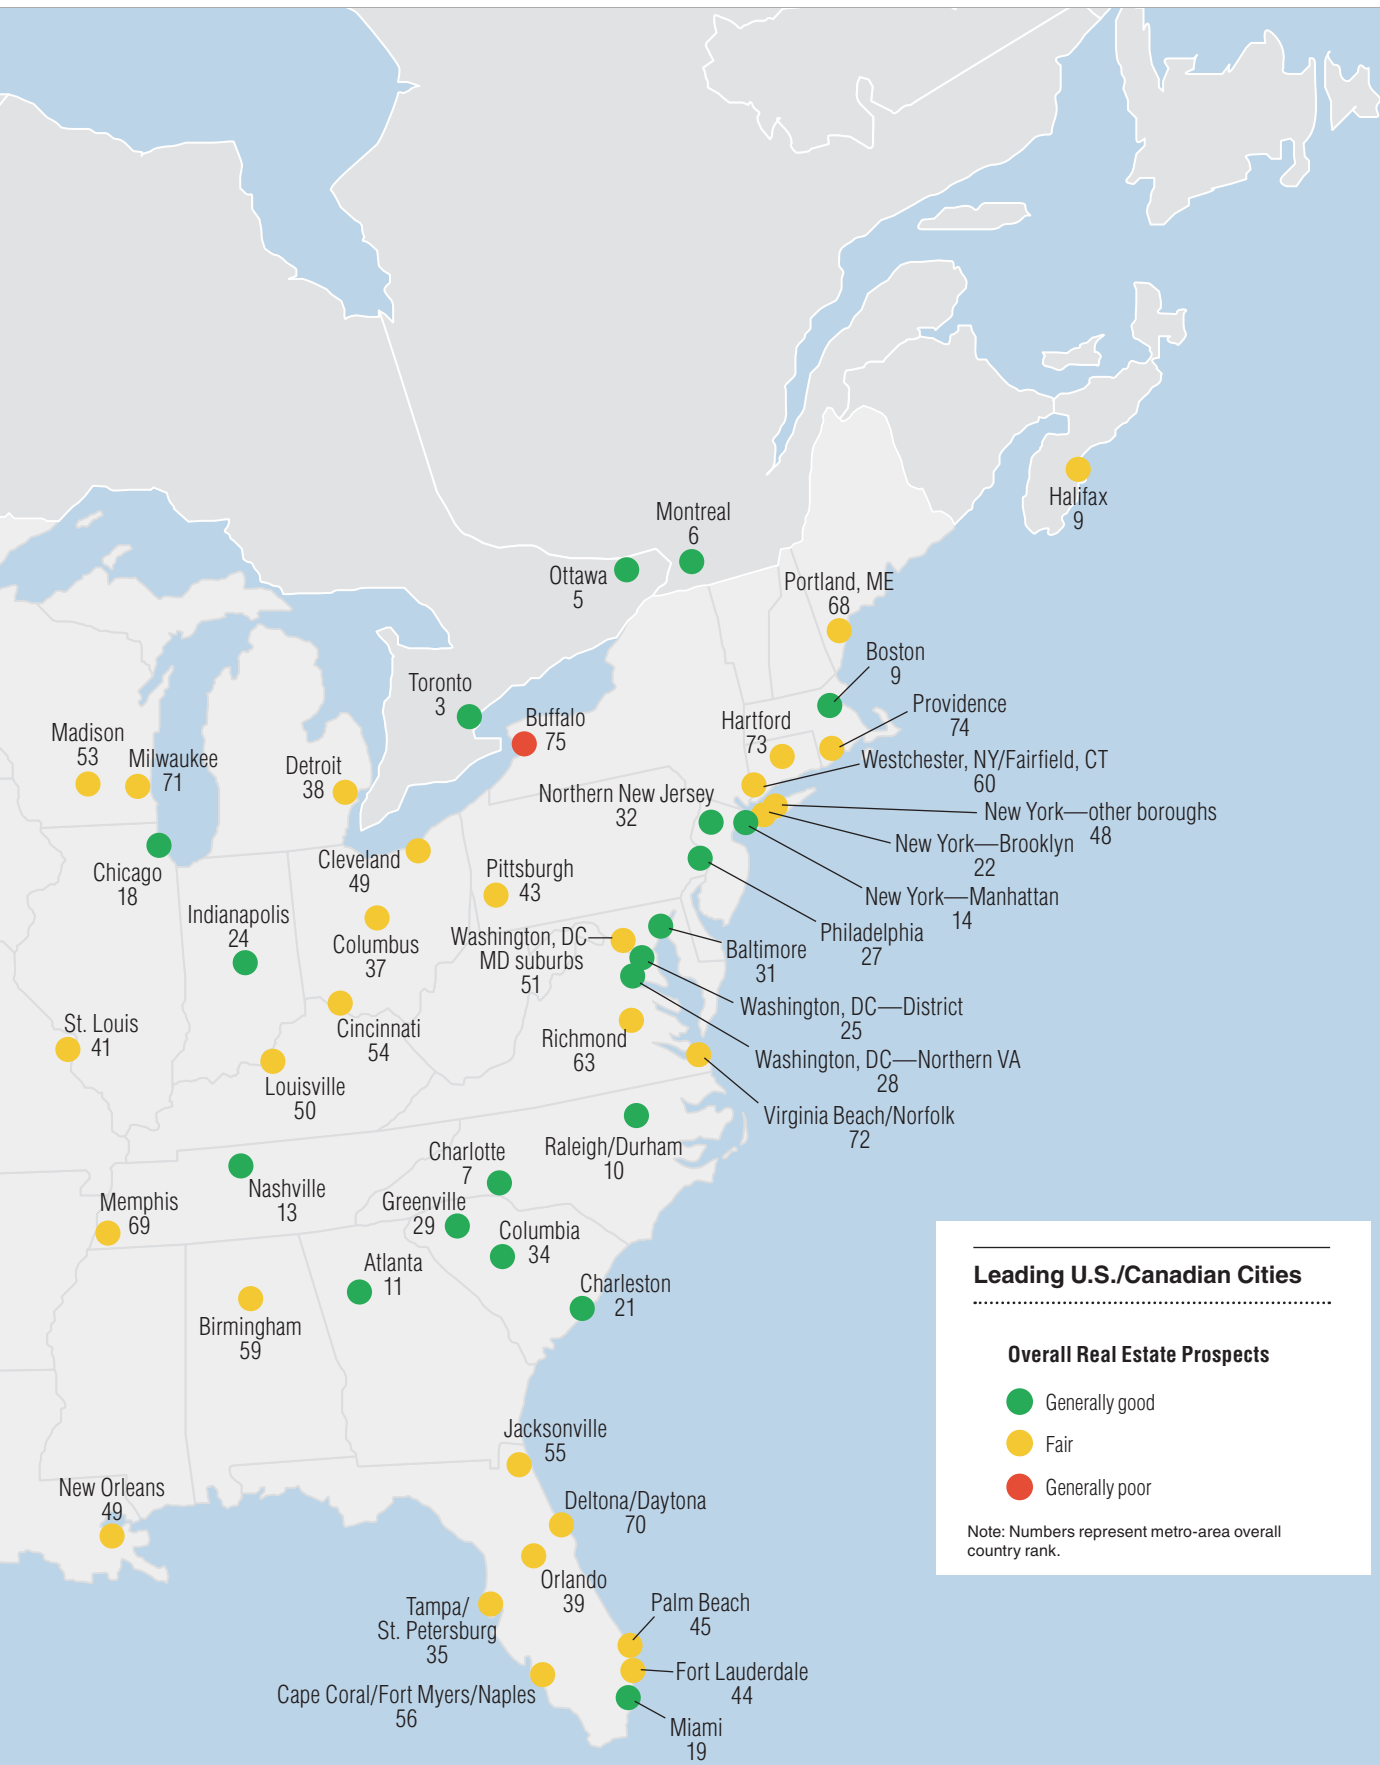 Halifax
9
Montreal
6
Ottawa
5
Portland, ME
68
Boston
9
Toronto
3
Providence
74
Buffalo
75
Hartford
73
Madison
53
Milwaukee
71
Detroit
38
Westchester, NY/Fairfield, CT
60
Northern New Jersey
32
New York—other boroughs
48
New York—Brooklyn
22
Chicago
18
Cleveland
49
Pittsburgh
43
New York—Manhattan
14
Indianapolis
24
Columbus
37
Washington, DC
MD suburbs
51
Philadelphia
27
Baltimore
31
Washington, DC—District
25
St. Louis
41
Cincinnati
54
Richmond
63
Washington, DC—Northern VA
28
Louisville
50
Virginia Beach/Norfolk
72
Raleigh/Durham
10
Charlotte
7
Nashville
13
Memphis
69
Greenville
29
Columbia
34
Atlanta
11
Charleston
21
Birmingham
59
Leading U.S./Canadian Cities
Overall Real Estate Prospects
Generally good
Fair
Generally poor
Note: Numbers represent metro-area overall
country rank.
Jacksonville
55
New Orleans
49
Deltona/Daytona
70
Orlando
39
Tampa/
St. Petersburg
35
Palm Beach
45
Fort Lauderdale
44
Cape Coral/Fort Myers/Naples
56
Miami
19